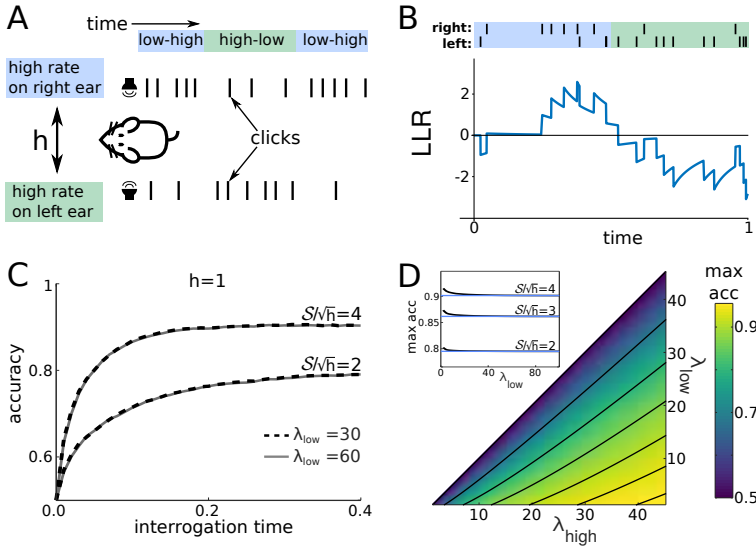 A
time
low-high high-low low-high
high rate
on right ear
h
clicks
high rate
on left ear
B
right:
left:
2
0
-2
LLR
0
1
time
C
h=1
1
0.8
0.6
accuracy
S/√h=4
S/√h=2
λlow =30
λlow =60
0.0
0.2
0.4
interrogation time
D
max acc
0.9
0.85
0.8
S/√h=4
S/√h=3
S/√h=2
0
40
80
λlow
40
30
20
10
λlow
10
20
30
40
λhigh
max
acc
0.9
0.7
0.5